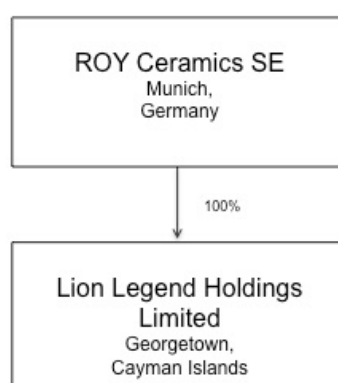 ROY Ceramics SE
Munich,
Germany
100%
Lion Legend Holdings
Limited
Georgetown,
Cayman Islands